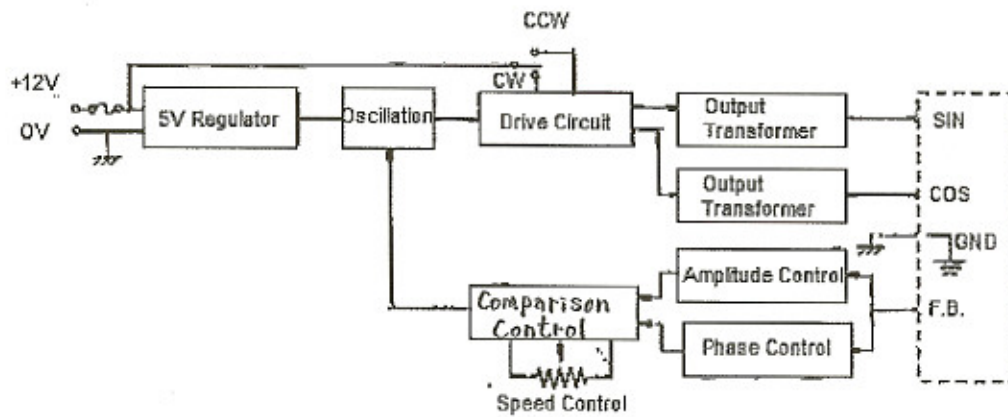 CCW
+12V
CW
0V
5V Regulator
Oscillation
Drive Circuit
Output
Transformer
SIN
Output
Transformer
COS
GND
Amplitude Control
F.B.
Comparison
Control
Phase Control
Speed Control